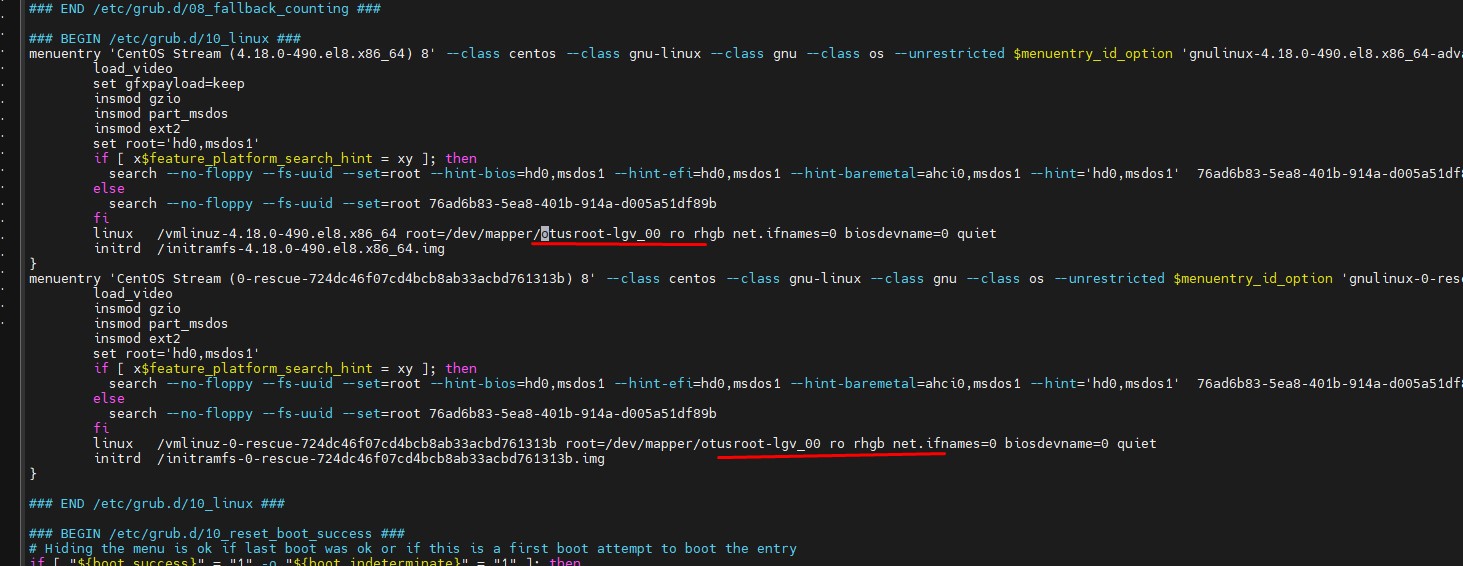 ### END /etc/grub.d/08_fallback_counting ###
### BEGIN /etc/grub.d/10_linux ###
menuentry 'CentOS Stream (4.18.0-490.el8.x86_64) 8' --class centos --class gnu-linux --class gnu --class os --unrestricted $menuentry_id_option 'gnulinux-4.18.0-490.el8.x86_64-adv
load_video
set gfxpayload=keep
insmod gzio
insmod part_msdos
insmod ext2
set root='hd0,msdos1'
if [ x$feature_platform_search_hint = xy ]; then
search --no-floppy --fs-uuid --set=root --hint-bios=hd0,msdos1 --hint-efi=hd0,msdos1 --hint-baremetal=ahci0,msdos1 --hint='hd0,msdos1'  76ad6b83-5ea8-401b-914a-d005a51df
else
search --no-floppy --fs-uuid --set=root 76ad6b83-5ea8-401b-914a-d005a51df89b
fi
linux   /vmlinuz-4.18.0-490.el8.x86_64 root=/dev/mapper/otusroot-lgv_00 ro rhgb net.ifnames=0 biosdevname=0 quiet
initrd  /initramfs-4.18.0-490.el8.x86_64.img
}
menuentry 'CentOS Stream (0-rescue-724dc46f07cd4bcb8ab33acbd761313b) 8' --class centos --class gnu-linux --class gnu --class os --unrestricted $menuentry_id_option 'gnulinux-0-res
load_video
insmod gzio
insmod part_msdos
insmod ext2
set root='hd0,msdos1'
if [ x$feature_platform_search_hint = xy ]; then
search --no-floppy --fs-uuid --set=root --hint-bios=hd0,msdos1 --hint-efi=hd0,msdos1 --hint-baremetal=ahci0,msdos1 --hint='hd0,msdos1'  76ad6b83-5ea8-401b-914a-d005a51df
else
search --no-floppy --fs-uuid --set=root 76ad6b83-5ea8-401b-914a-d005a51df89b
fi
linux   /vmlinuz-0-rescue-724dc46f07cd4bcb8ab33acbd761313b root=/dev/mapper/otusroot-lgv_00 ro rhgb net.ifnames=0 biosdevname=0 quiet
initrd  /initramfs-0-rescue-724dc46f07cd4bcb8ab33acbd761313b.img
}
### END /etc/grub.d/10_linux ###
### BEGIN /etc/grub.d/10_reset_boot_success ###
# Hiding the menu is ok if last boot was ok or if this is a first boot attempt to boot the entry
if [ "${boot_success}" = "1" -o "${boot_indeterminate}" = "1" ]; then